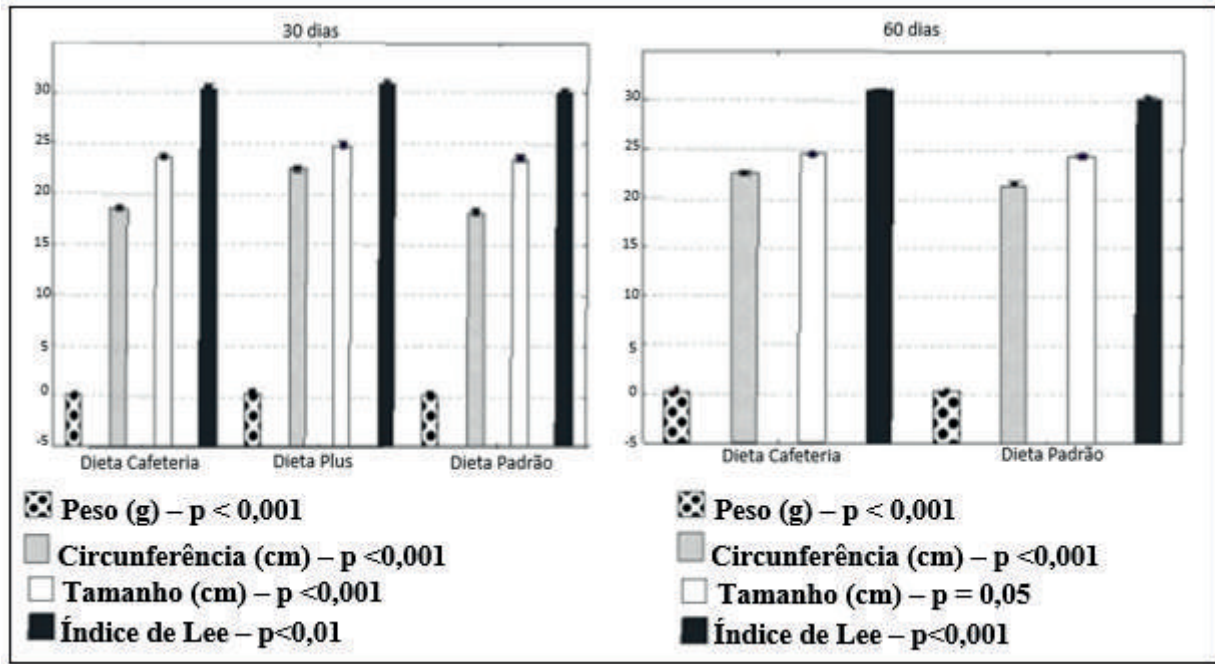 30 dias
30
25
20
15
10
5
0
-5
Dieta Cafeteria
Dieta Plus
Dieta Padrão
Peso (g) – p < 0,001
Circunferência (cm) – p <0,001
Tamanho (cm) – p <0,001
Índice de Lee – p<0,01
60 dias
30
25
20
15
10
5
0
-5
Dieta Cafeteria
Dieta Padrão
Peso (g) – p < 0,001
Circunferência (cm) – p <0,001
Tamanho (cm) – p = 0,05
Índice de Lee – p<0,001